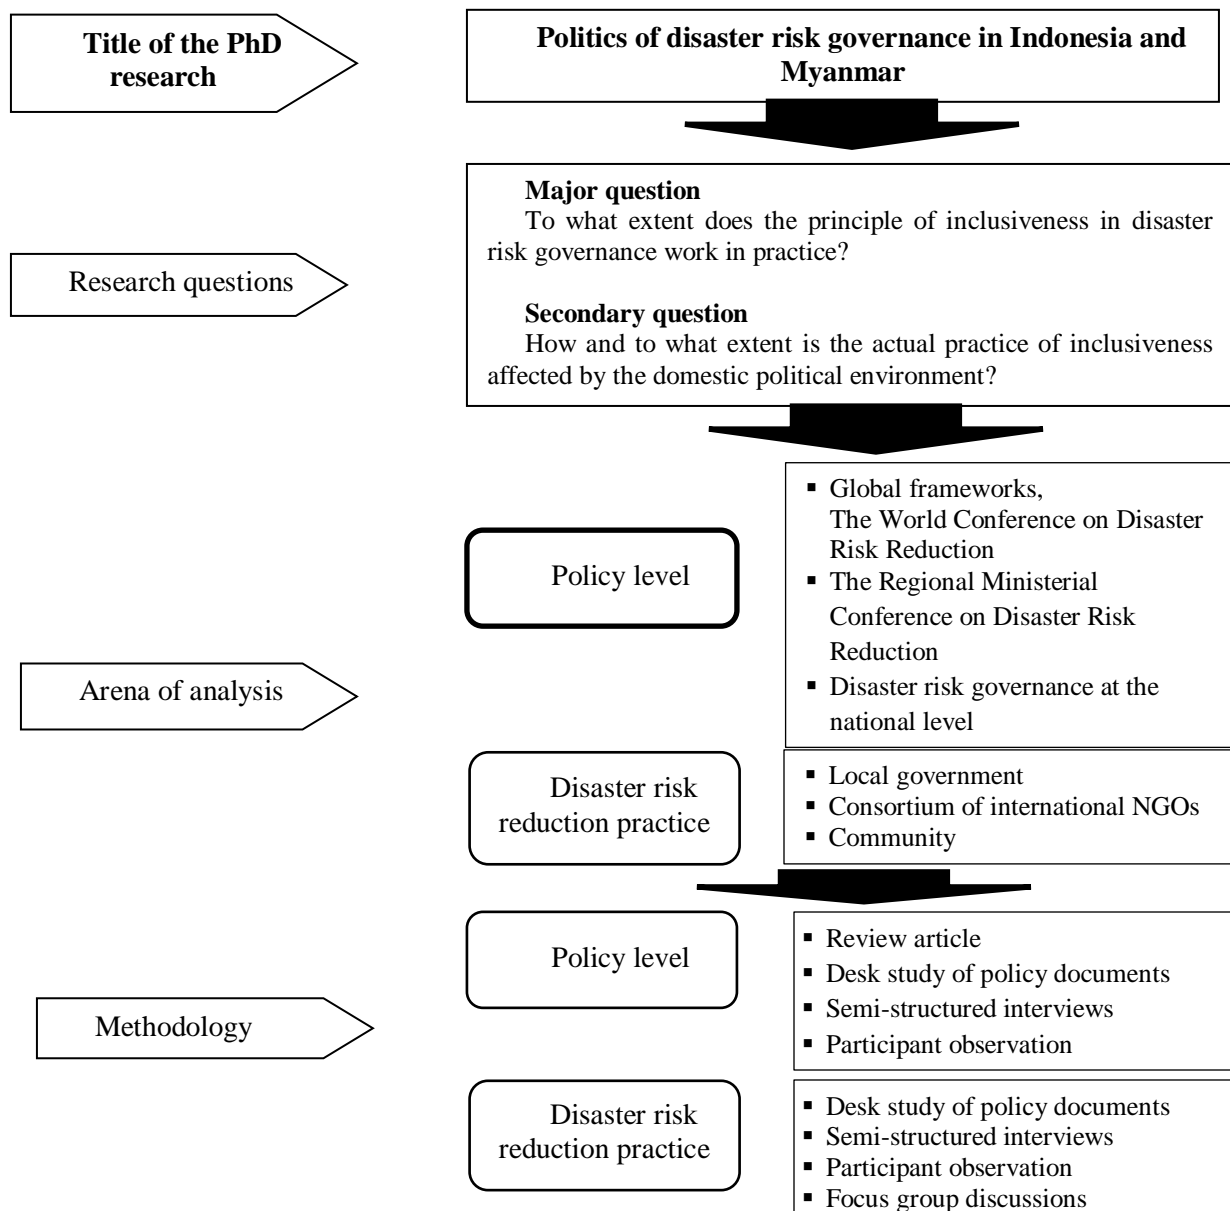 Title of the PhD
research
Politics of disaster risk governance in Indonesia and
Myanmar
Research questions
Major question
To what extent does the principle of inclusiveness in disaster
risk governance work in practice?
Secondary question
How and to what extent is the actual practice of inclusiveness
affected by the domestic political environment?
Arena of analysis
Policy level
▪ Global frameworks,
The World Conference on Disaster
Risk Reduction
▪ The Regional Ministerial
Conference on Disaster Risk
Reduction
▪ Disaster risk governance at the
national level
Disaster risk
reduction practice
▪ Local government
▪ Consortium of international NGOs
▪ Community
Methodology
Policy level
▪ Review article
▪ Desk study of policy documents
▪ Semi-structured interviews
▪ Participant observation
Disaster risk
reduction practice
▪ Desk study of policy documents
▪ Semi-structured interviews
▪ Participant observation
▪ Focus group discussions